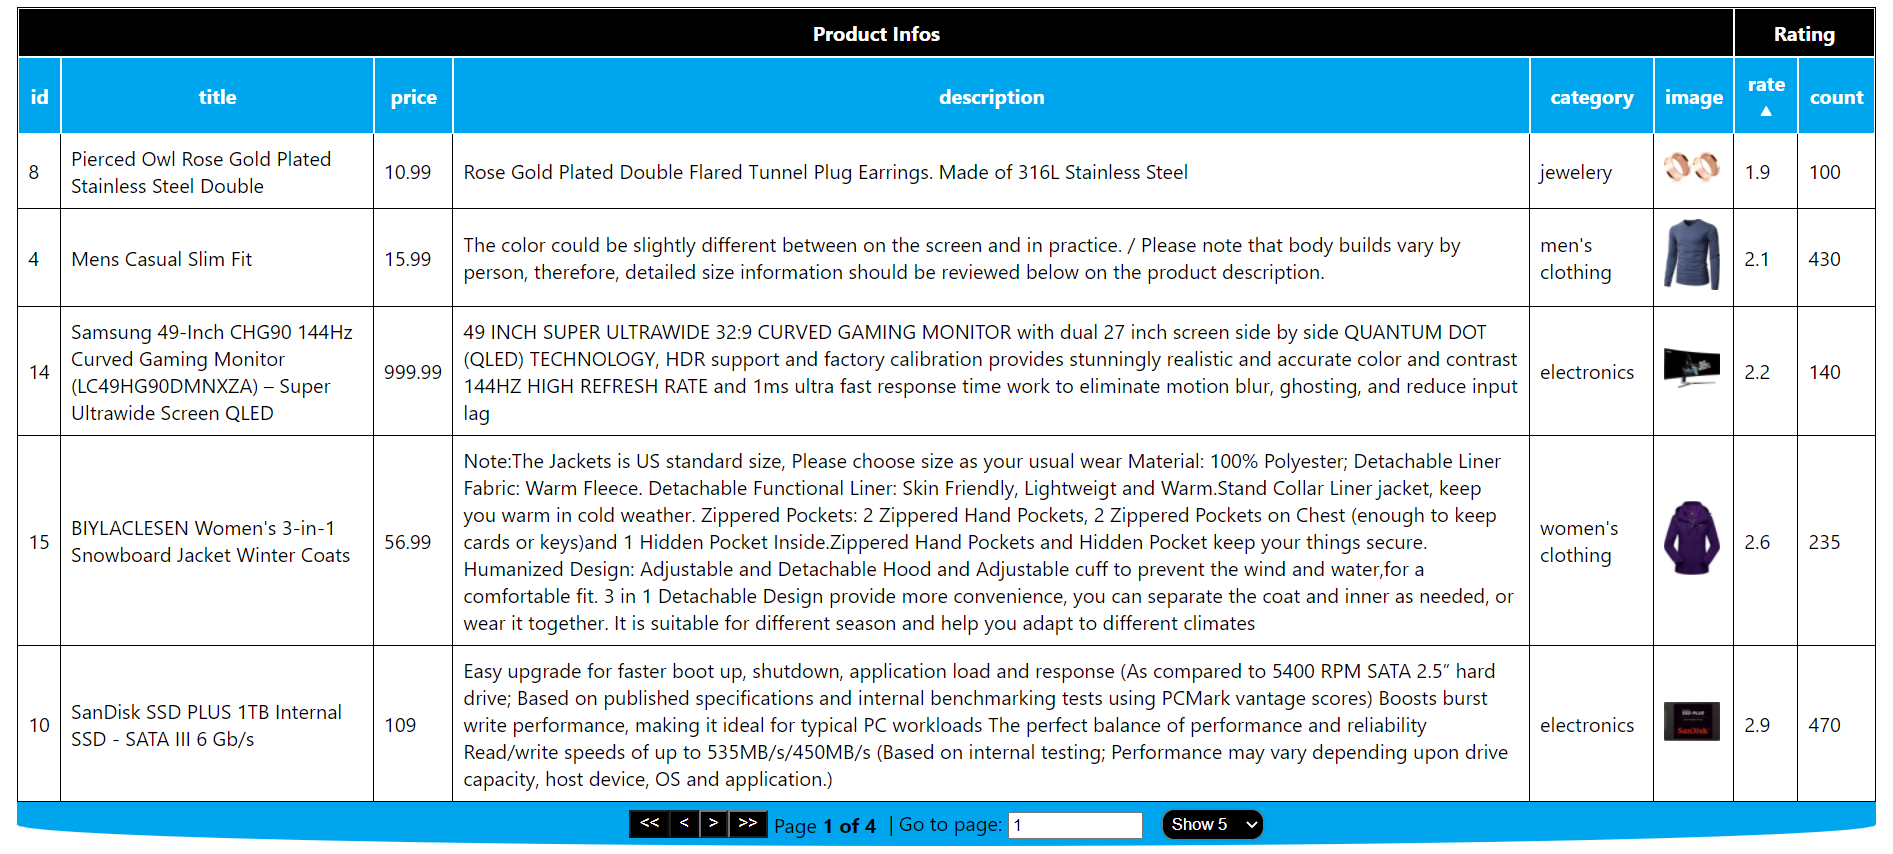 Product Infos Rating
id title price description category image rate ▲ count
8
Pierced Owl Rose Gold Plated
Stainless Steel Double
10.99
Rose Gold Plated Double Flared Tunnel Plug Earrings. Made of 316L Stainless Steel
jewelery
1.9
100
4
Mens Casual Slim Fit
15.99
The color could be slightly different between on the screen and in practice. / Please note that body builds vary by
person, therefore, detailed size information should be reviewed below on the product description.
men's
clothing
2.1
430
14
Samsung 49-Inch CHG90 144Hz
Curved Gaming Monitor
(LC49HG90DMNXZA) – Super
Ultrawide Screen QLED
999.99
49 INCH SUPER ULTRAWIDE 32:9 CURVED GAMING MONITOR with dual 27 inch screen side by side QUANTUM DOT
(QLED) TECHNOLOGY, HDR support and factory calibration provides stunningly realistic and accurate color and contrast
144HZ HIGH REFRESH RATE and 1ms ultra fast response time work to eliminate motion blur, ghosting, and reduce input
lag
electronics
2.2
140
15
BIYLACLESEN Women's 3-in-1
Snowboard Jacket Winter Coats
56.99
Note:The Jackets is US standard size, Please choose size as your usual wear Material: 100% Polyester; Detachable Liner
Fabric: Warm Fleece. Detachable Functional Liner: Skin Friendly, Lightweigt and Warm.Stand Collar Liner jacket, keep
you warm in cold weather. Zippered Pockets: 2 Zippered Hand Pockets, 2 Zippered Pockets on Chest (enough to keep
cards or keys)and 1 Hidden Pocket Inside.Zippered Hand Pockets and Hidden Pocket keep your things secure.
Humanized Design: Adjustable and Detachable Hood and Adjustable cuff to prevent the wind and water,for a
comfortable fit. 3 in 1 Detachable Design provide more convenience, you can separate the coat and inner as needed, or
wear it together. It is suitable for different season and help you adapt to different climates
women's
clothing
2.6
235
10
SanDisk SSD PLUS 1TB Internal
SSD - SATA III 6 Gb/s
109
Easy upgrade for faster boot up, shutdown, application load and response (As compared to 5400 RPM SATA 2.5” hard
drive; Based on published specifications and internal benchmarking tests using PCMark vantage scores) Boosts burst
write performance, making it ideal for typical PC workloads The perfect balance of performance and reliability
Read/write speeds of up to 535MB/s/450MB/s (Based on internal testing; Performance may vary depending upon drive
capacity, host device, OS and application.)
electronics
SSD PLUS
SanDisk
2.9
470
<< < > >> Page 1 of 4 | Go to page: 1 Show 5